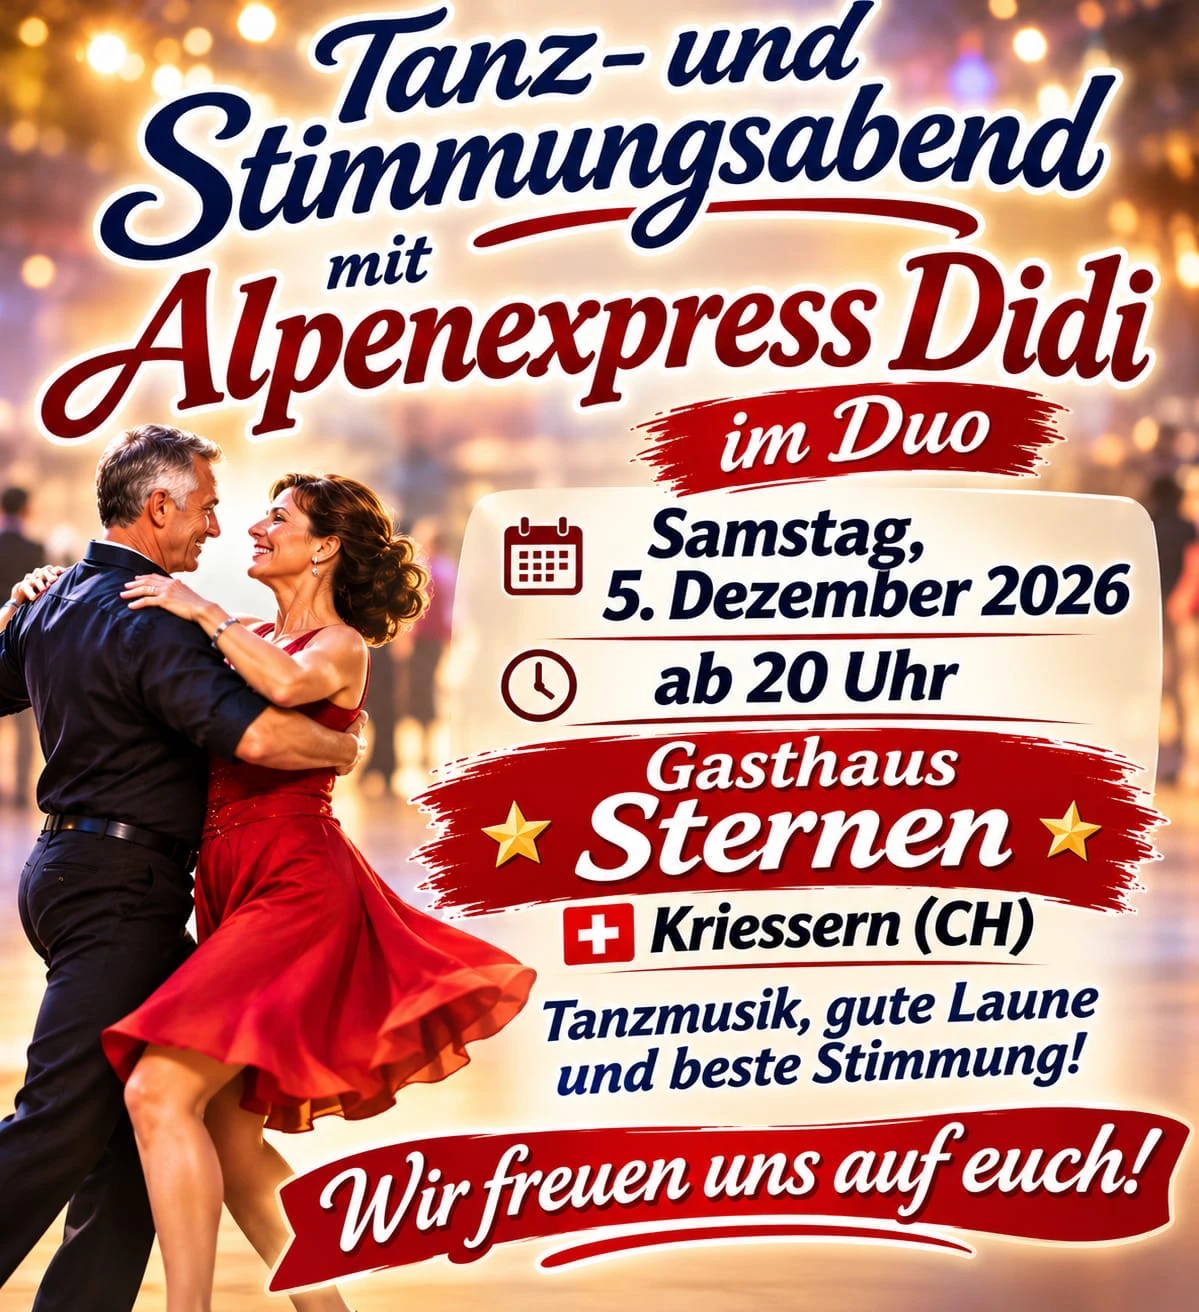 Tanz- und
Stimmungsabend
mit
Alpenexpress Didi
im Duo
Samstag,
5. Dezember 2026
ab 20 Uhr
Gasthaus
Sternen
Kriessern (CH)
Tanzmusik, gute Laune
und beste Stimmung!
Wir freuen uns auf euch!